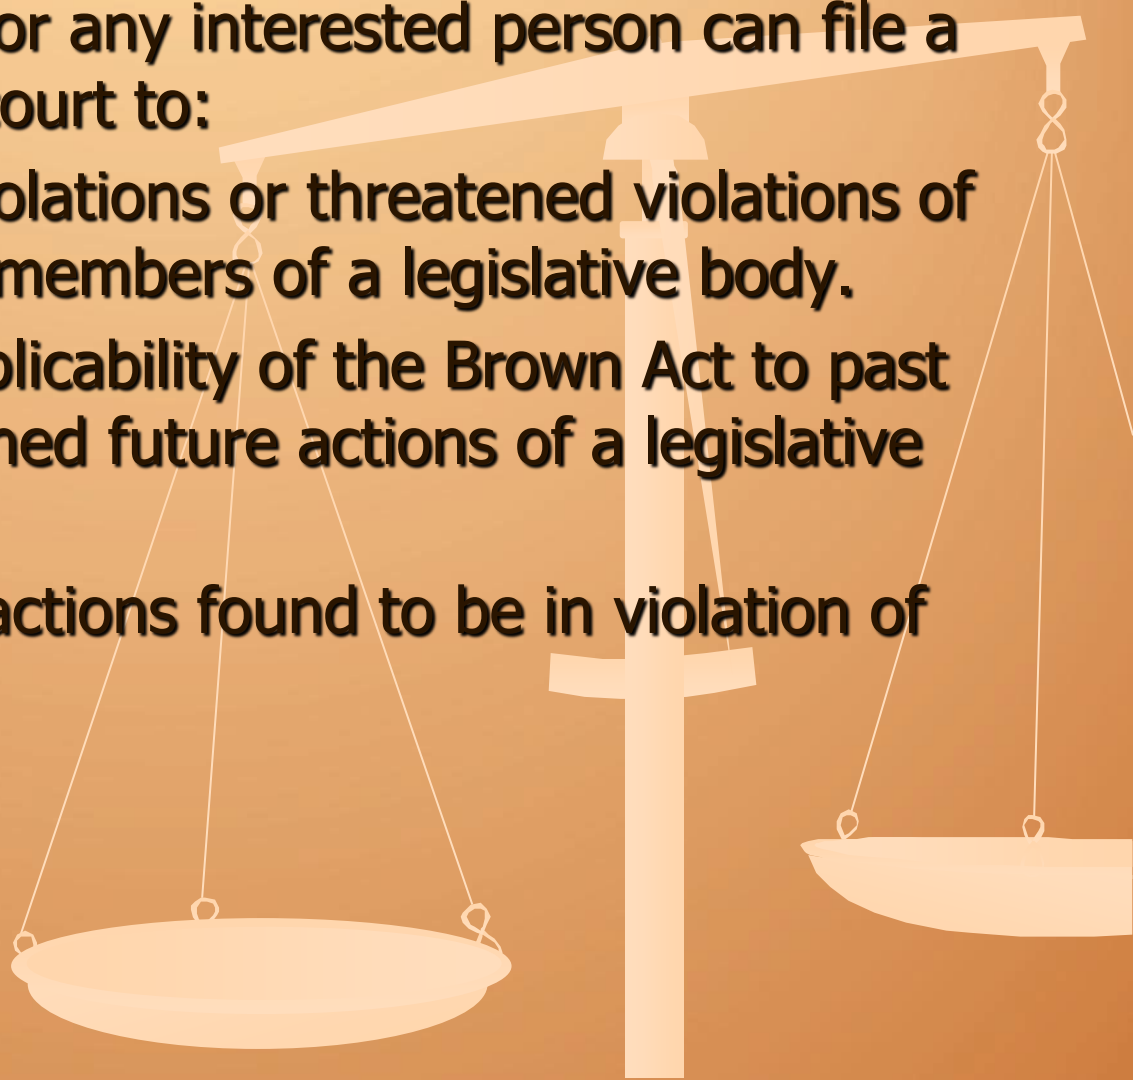 or any interested person can file a
court to:
olations or threatened violations of
members of a legislative body.
plicability of the Brown Act to past
ned future actions of a legislative
actions found to be in violation of